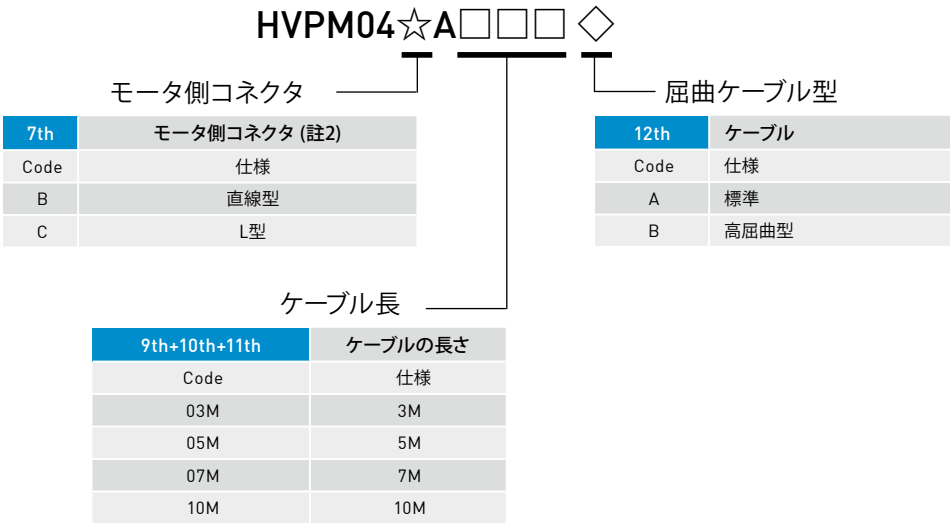 HVPM04☆A□□□◇
モータ側コネクタ
屈曲ケーブル型
7th モータ側コネクタ (註2)
Code 仕様
B 直線型
C L型
12th ケーブル
Code 仕様
A 標準
B 高屈曲型
ケーブル長
9th+10th+11th ケーブルの長さ
Code 仕様
03M 3M
05M 5M
07M 7M
10M 10M